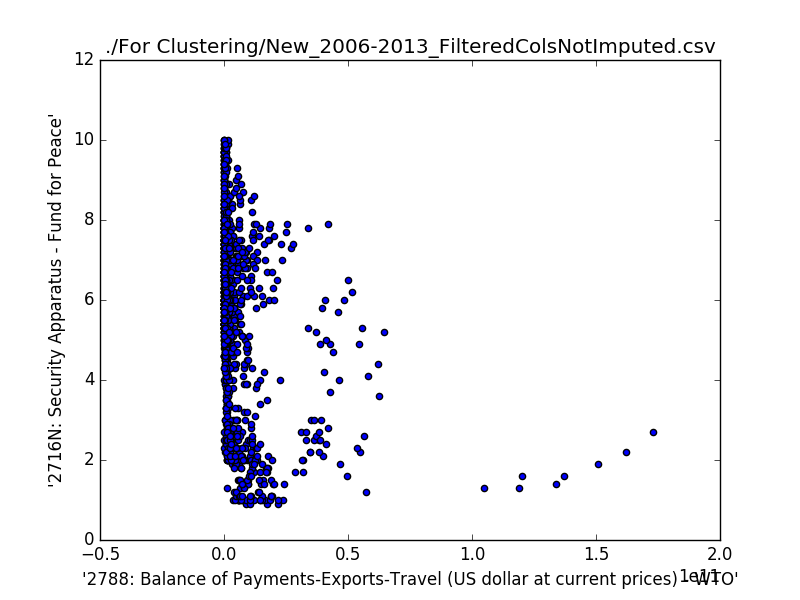 ./For Clustering/New_2006-2013_FilteredColsNotImputed.csv
12
10
8
6
4
2
0
'2716N: Security Apparatus - Fund for Peace'
−0.5 0.0 0.5 1.0 1.5 2.0
1e11
'2788: Balance of Payments-Exports-Travel (US dollar at current prices) - WTO'